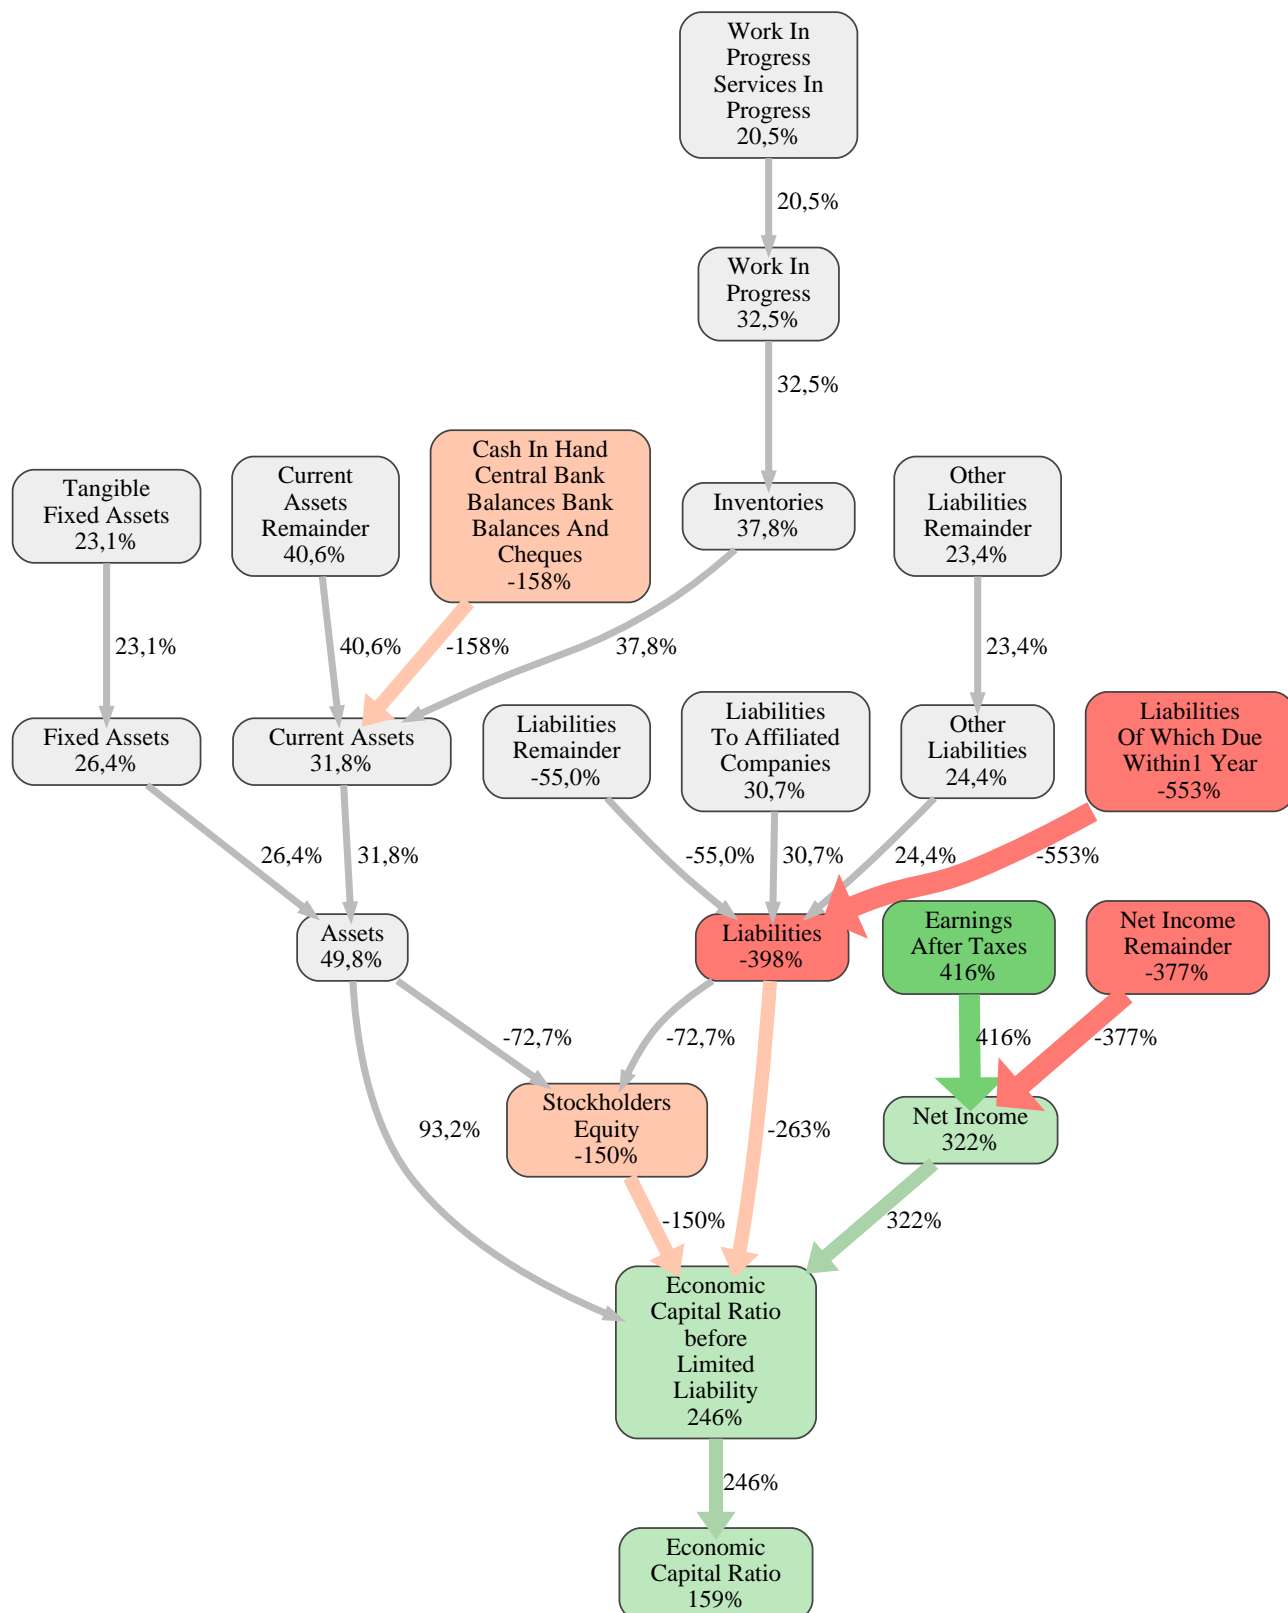 Work In
Progress
Services In
Progress
20,5%
20,5%
Work In
Progress
32,5%
32,5%
Tangible
Fixed Assets
23,1%
Current
Assets
Remainder
40,6%
Cash In Hand
Central Bank
Balances Bank
Balances And
Cheques
-158%
Inventories
37,8%
Other
Liabilities
Remainder
23,4%
23,1%
40,6%
-158%
37,8%
23,4%
Fixed Assets
26,4%
Current Assets
31,8%
Liabilities
Remainder
-55,0%
Liabilities
To Affiliated
Companies
30,7%
Other
Liabilities
24,4%
Liabilities
Of Which Due
Within1 Year
-553%
26,4%
31,8%
-55,0%
30,7%
24,4%
-553%
Assets
49,8%
Liabilities
-398%
Earnings
After Taxes
416%
Net Income
Remainder
-377%
-72,7%
-72,7%
416%
-377%
93,2%
Stockholders
Equity
-150%
-263%
Net Income
322%
-150%
322%
Economic
Capital Ratio
before
Limited
Liability
246%
246%
Economic
Capital Ratio
159%